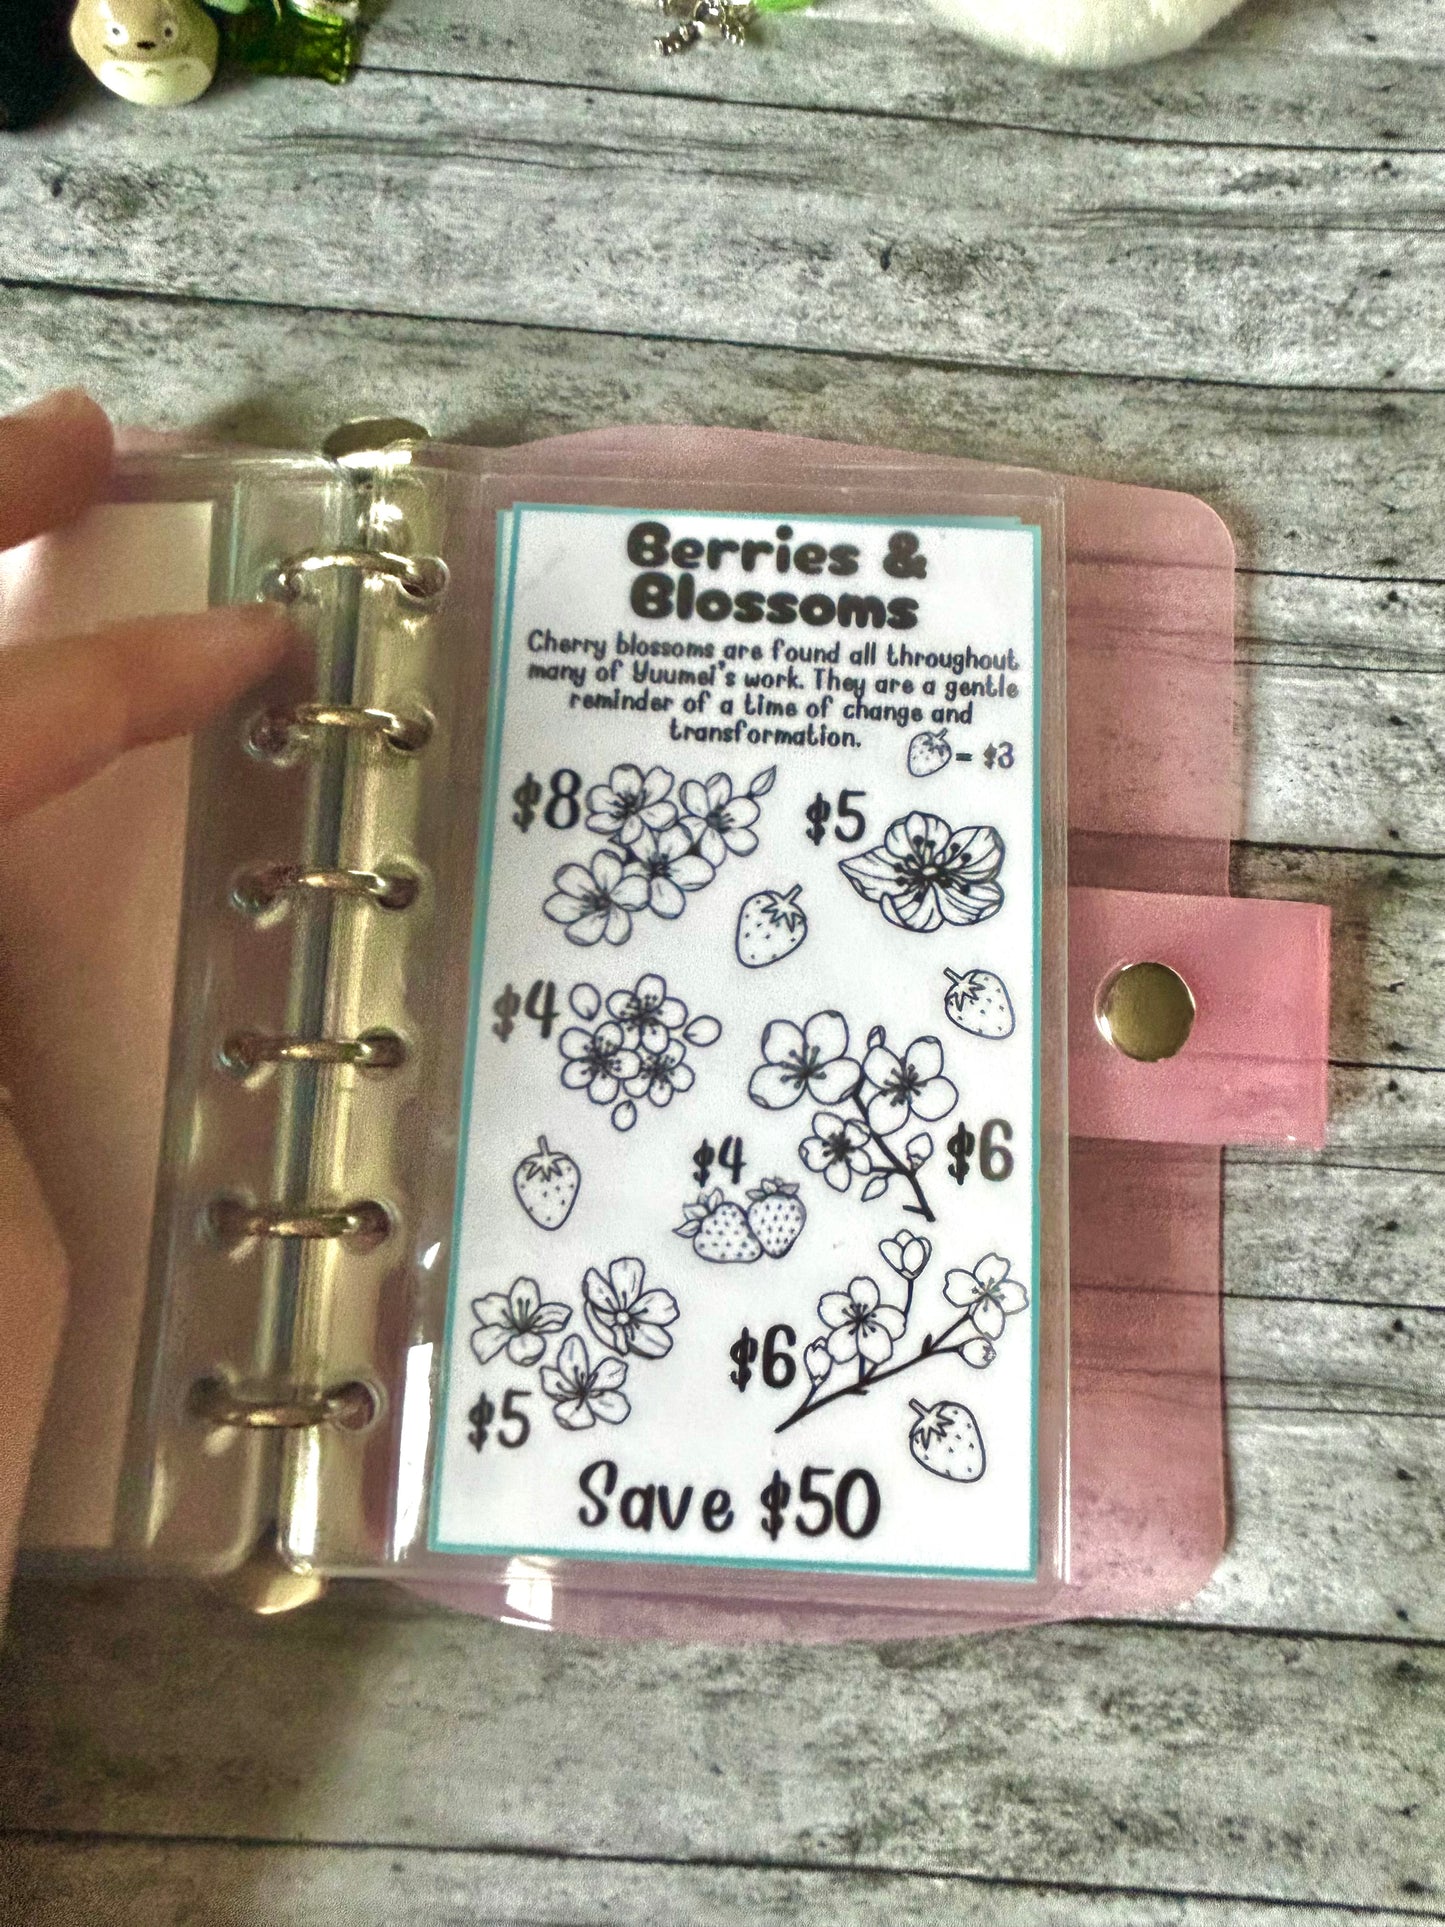 Berries &
Blossoms
Cherry blossoms are found all throughout
many of Yuumei's work. They are a gentle
reminder of a time of change and
transformation.
= $3
$8
$5
$4
$6
$4
$6
$5
Save $50